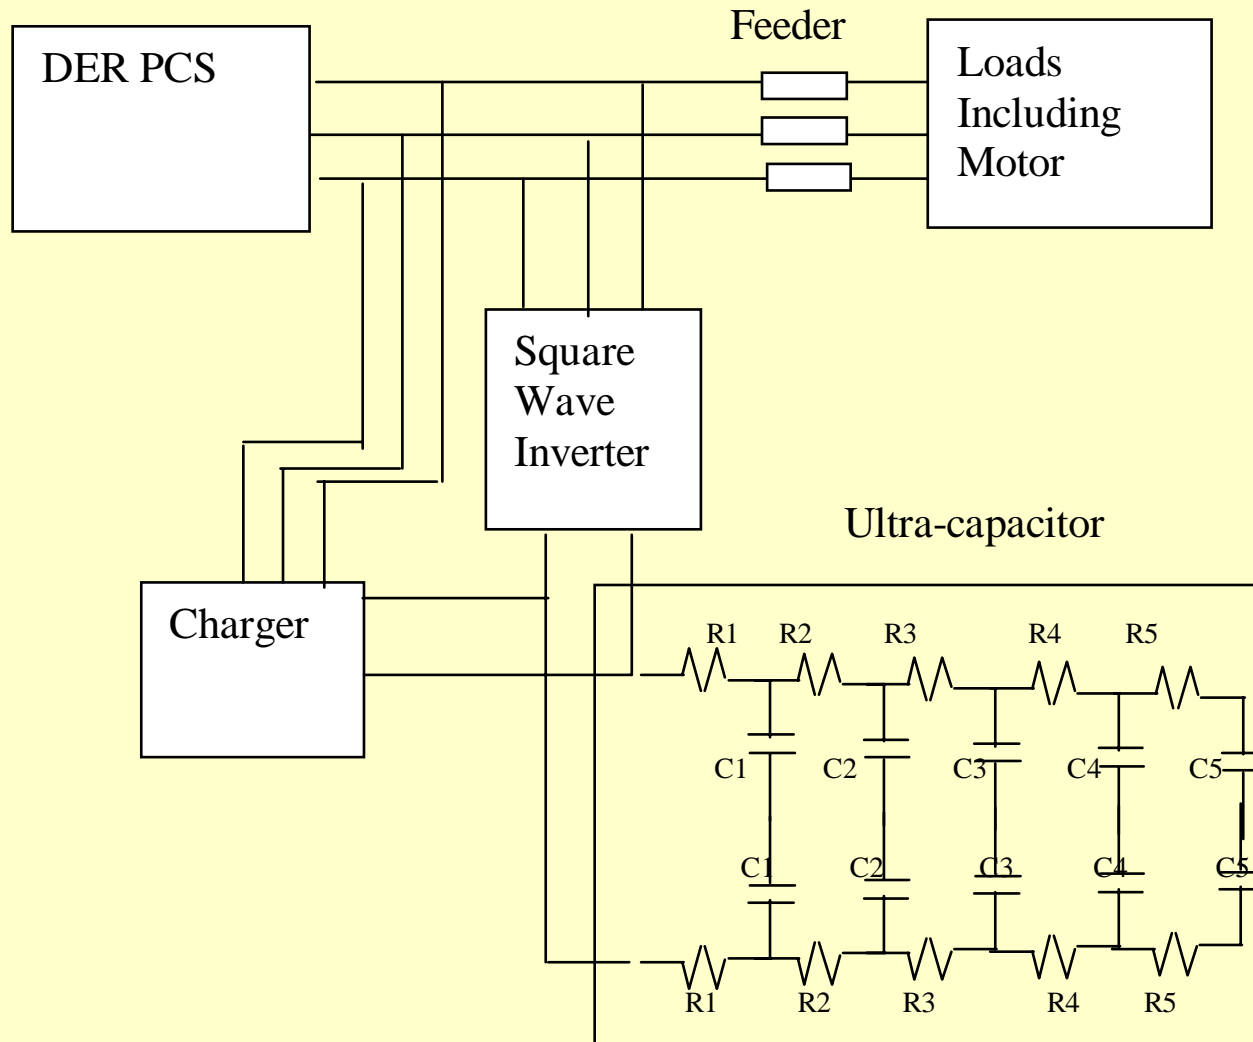 Feeder
DER PCS
Loads
Including
Motor
Square
Wave
Inverter
Ultra-capacitor
Charger
R1 R2 R3 R4 R5
C1 C2 C3 C4 C5
C1 C2 C3 C4 C5
R1 R2 R3 R4 R5